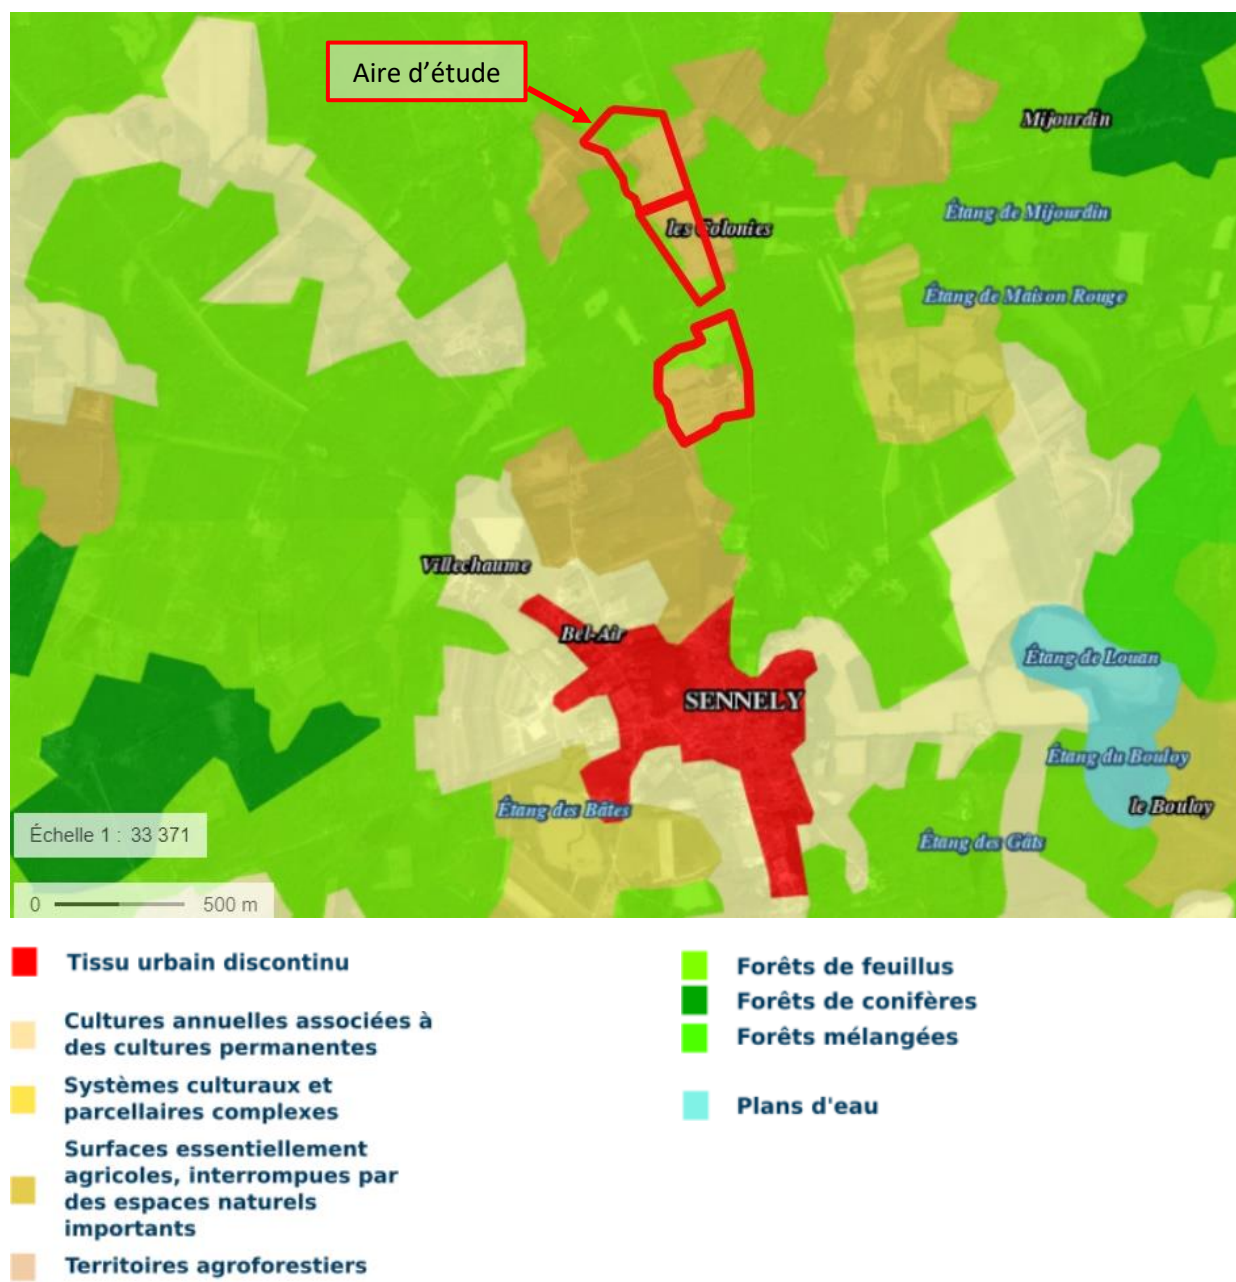 Aire d’étude
Mijourdin
Étang de Mijourdin
les Colonies
Étang de Maison Rouge
Villechaume
Bel-Air
Étang de Louan
SENNELY
Étang du Bouloy
Étang des Bâtes
le Bouloy
Échelle 1 : 33 371
Étang des Gâts
0 500 m
Tissu urbain discontinu
Cultures annuelles associées à
des cultures permanentes
Systèmes culturaux et
parcellaires complexes
Surfaces essentiellement
agricoles, interrompues par
des espaces naturels
importants
Territoires agroforestiers
Forêts de feuillus
Forêts de conifères
Forêts mélangées
Plans d'eau